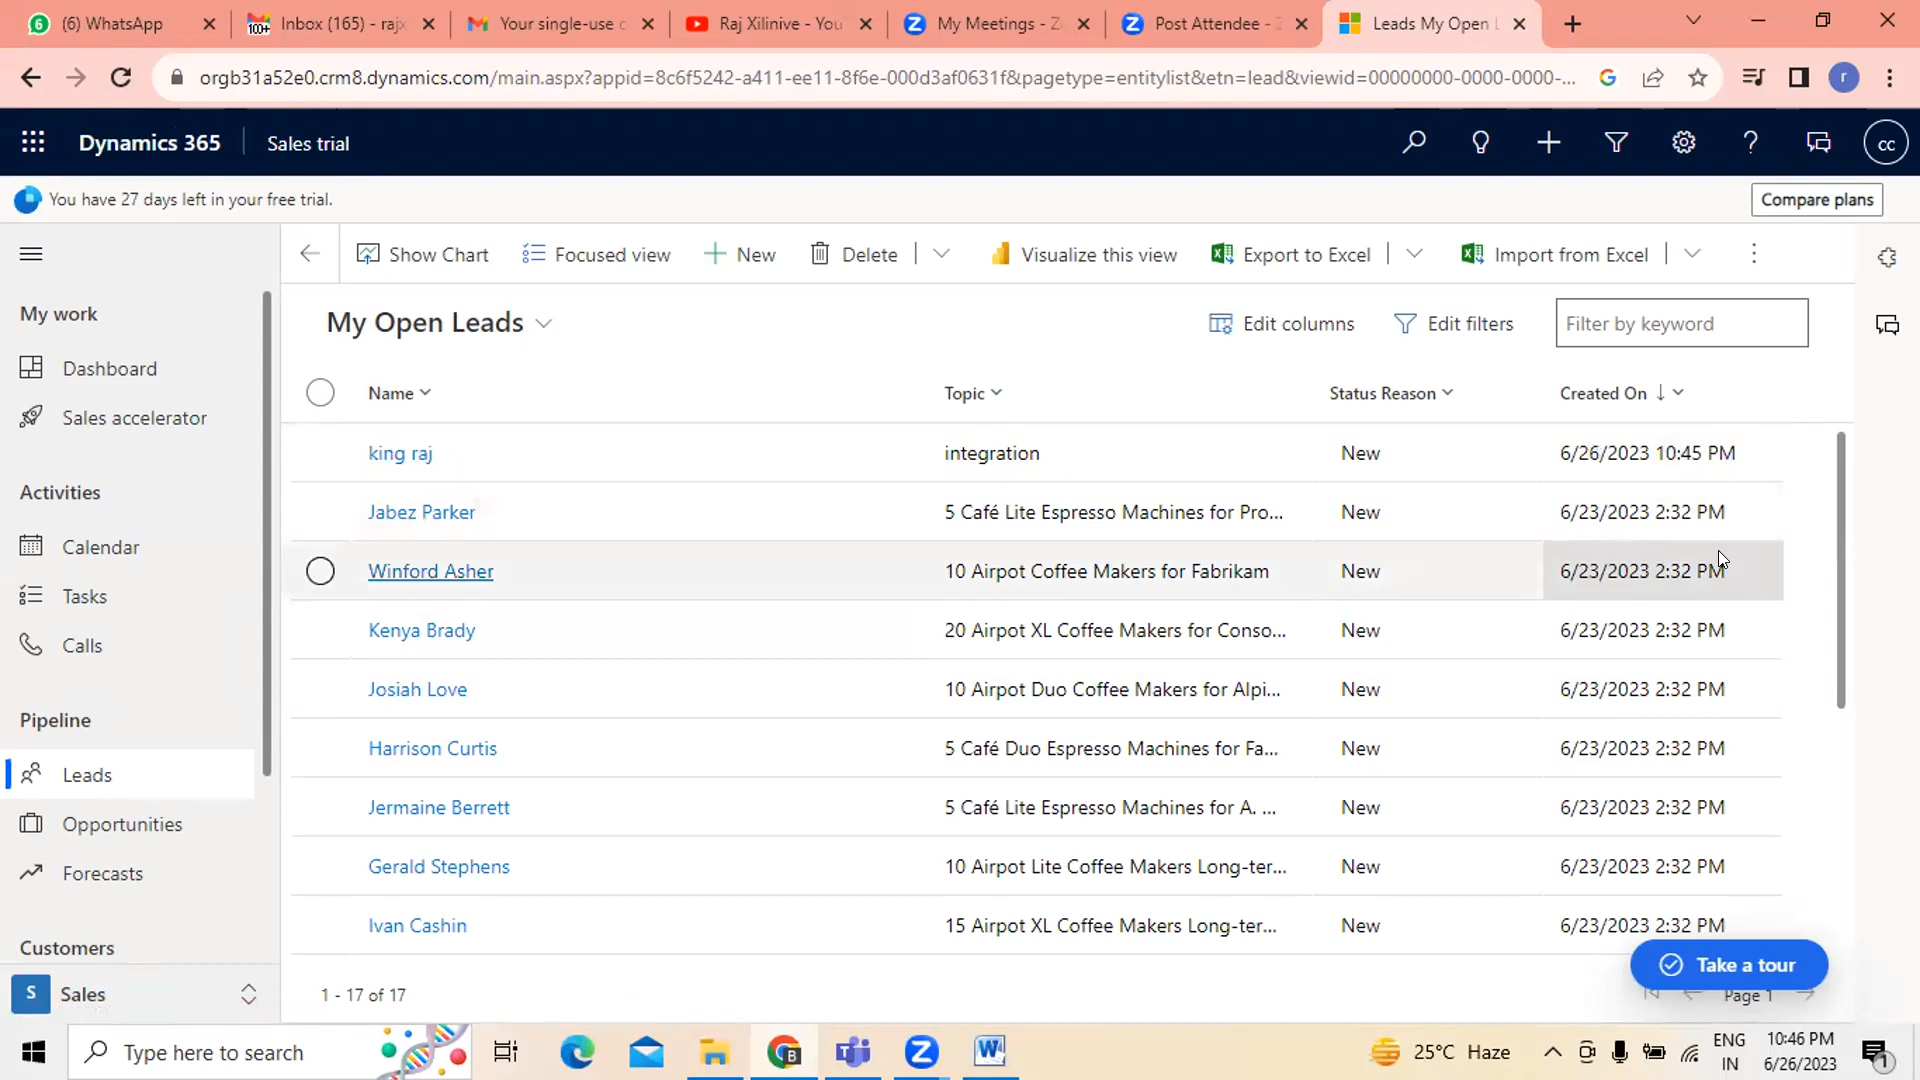 (6) WhatsApp
Inbox (165) - rajx
Your single-use c
Raj Xilinive - You
My Meetings - Zo
Post Attendee - Z
Leads My Open L
orgb31a52e0.crm8.dynamics.com/main.aspx?appid=8c6f5242-a411-ee11-8f6e-000d3af0631f&pagetype=entitylist&etn=lead&viewid=00000000-0000-0000-...
r
Dynamics 365
Sales trial
CC
You have 27 days left in your free trial.
Compare plans
Show Chart
Focused view
New
Delete
Visualize this view
Export to Excel
Import from Excel
My work
Dashboard
Sales accelerator
Activities
Calendar
Tasks
Calls
Pipeline
Leads
Opportunities
Forecasts
Customers
S Sales
My Open Leads
Edit columns
Edit filters
Filter by keyword
Name Topic Status Reason Created On
king raj integration New 6/26/2023 10:45 PM
Jabez Parker 5 Café Lite Espresso Machines for Pro... New 6/23/2023 2:32 PM
Winford Asher 10 Airpot Coffee Makers for Fabrikam New 6/23/2023 2:32 PM
Kenya Brady 20 Airpot XL Coffee Makers for Conso... New 6/23/2023 2:32 PM
Josiah Love 10 Airpot Duo Coffee Makers for Alpi... New 6/23/2023 2:32 PM
Harrison Curtis 5 Café Duo Espresso Machines for Fa... New 6/23/2023 2:32 PM
Jermaine Berrett 5 Café Lite Espresso Machines for A. ... New 6/23/2023 2:32 PM
Gerald Stephens 10 Airpot Lite Coffee Makers Long-ter... New 6/23/2023 2:32 PM
Ivan Cashin 15 Airpot XL Coffee Makers Long-ter... New 6/23/2023 2:32 PM
Take a tour
1 - 17 of 17
Page 1
Type here to search
25°C Haze
ENG
IN
10:46 PM
6/26/2023
1